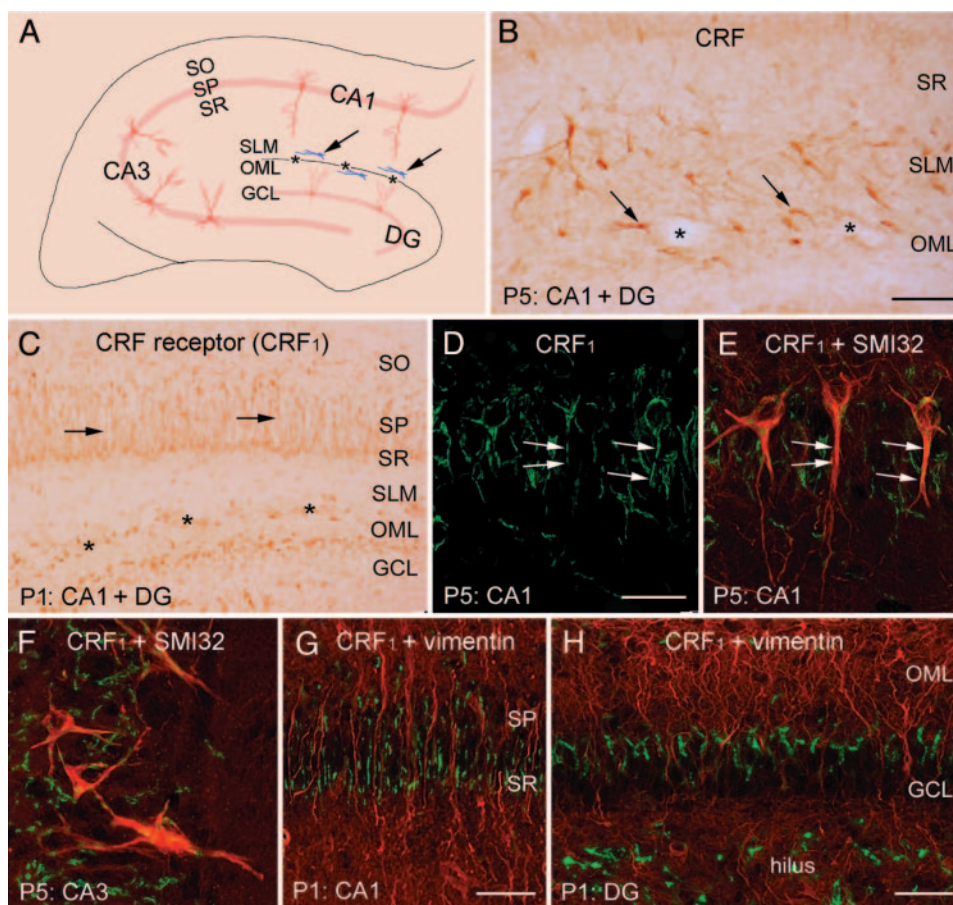 A
SO
SP
SR
CA1
CA3
SLM
OML
GCL
DG
*
*
*
B
CRF
SR
SLM
OML
*
*
P5: CA1 + DG
C
CRF receptor (CRF1)
SO
SP
SR
SLM
OML
GCL
*
*
*
P1: CA1 + DG
D
CRF1
P5: CA1
E
CRF1 + SMI32
P5: CA1
F
CRF1 + SMI32
P5: CA3
G
CRF1 + vimentin
SP
SR
P1: CA1
H
CRF1 + vimentin
OML
GCL
hilus
P1: DG